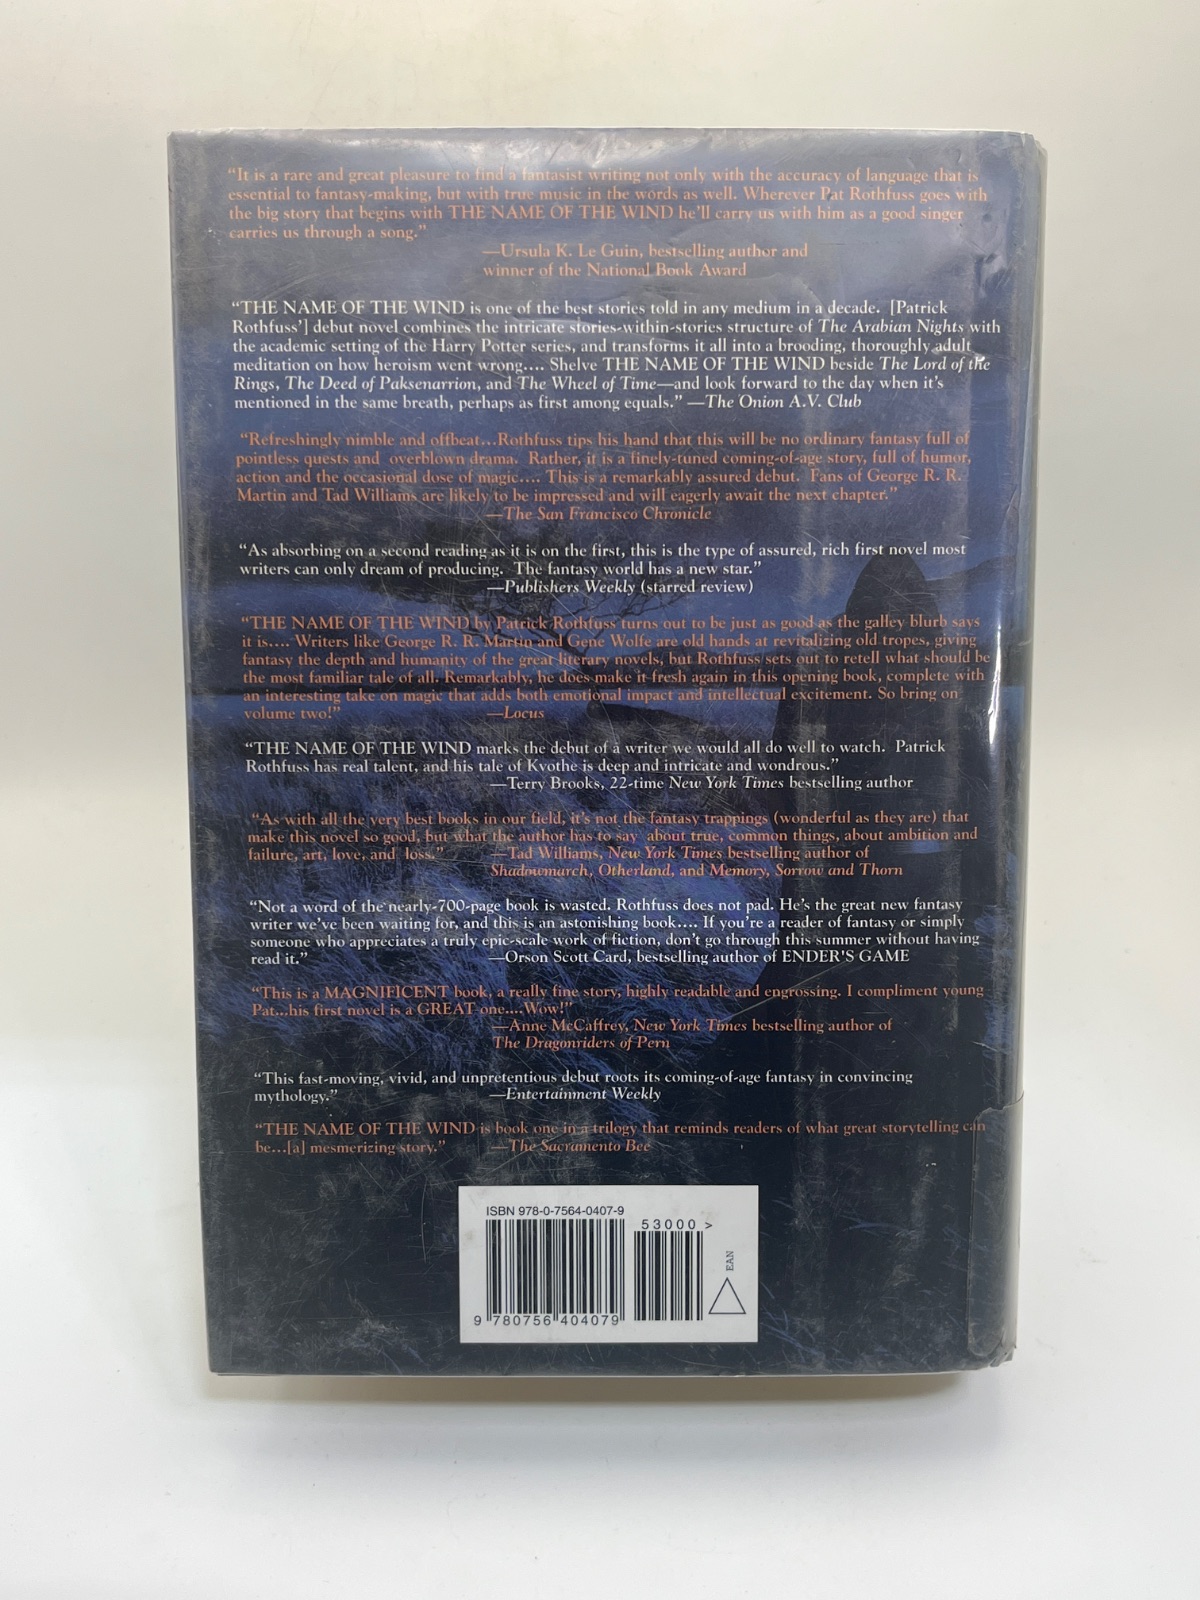 “It is a rare and great pleasure to find a fantasist writing not only with the accuracy of language that is
essential to fantasy-making, but with true music in the words as well. Wherever Pat Rothfuss goes with
the big story that begins with THE NAME OF THE WIND he’ll carry us with him as a good singer
carries us through a song.”
—Ursula K. Le Guin, bestselling author and
winner of the National Book Award
“THE NAME OF THE WIND is one of the best stories told in any medium in a decade. [Patrick
Rothfuss’] debut novel combines the intricate stories-within-stories structure of The Arabian Nights with
the academic setting of the Harry Potter series, and transforms it all into a brooding, thoroughly adult
meditation on how heroism went wrong.... Shelve THE NAME OF THE WIND beside The Lord of the
Rings, The Deed of Paksenarrion, and The Wheel of Time—and look forward to the day when it’s
mentioned in the same breath, perhaps as first among equals.” —The Onion A.V. Club
“Refreshingly nimble and offbeat...Rothfuss tips his hand that this will be no ordinary fantasy full of
pointless quests and overblown drama. Rather, it is a finely-tuned coming-of-age story, full of humor,
action and the occasional dose of magic.... This is a remarkably assured debut. Fans of George R. R.
Martin and Tad Williams are likely to be impressed and will eagerly await the next chapter.”
—The San Francisco Chronicle
“As absorbing on a second reading as it is on the first, this is the type of assured, rich first novel most
writers can only dream of producing. The fantasy world has a new star.”
—Publishers Weekly (starred review)
“THE NAME OF THE WIND by Patrick Rothfuss turns out to be just as good as the galley blurb says
it is.... Writers like George R. R. Martin and Gene Wolfe are old hands at revitalizing old tropes, giving
fantasy the depth and humanity of the great literary novels, but Rothfuss sets out to retell what should be
the most familiar tale of all. Remarkably, he does make it fresh again in this opening book, complete with
an interesting take on magic that adds both emotional impact and intellectual excitement. So bring on
volume two!” —Locus
“THE NAME OF THE WIND marks the debut of a writer we would all do well to watch. Patrick
Rothfuss has real talent, and his tale of Kvothe is deep and intricate and wondrous.”
—Terry Brooks, 22-time New York Times bestselling author
“As with all the very best books in our field, it’s not the fantasy trappings (wonderful as they are) that
make this novel so good, but what the author has to say about true, common things, about ambition and
failure, art, love, and loss.” —Tad Williams, New York Times bestselling author of
Shadowmarch, Otherland, and Memory, Sorrow and Thorn
“Not a word of the nearly-700-page book is wasted. Rothfuss does not pad. He’s the great new fantasy
writer we’ve been waiting for, and this is an astonishing book.... If you’re a reader of fantasy or simply
someone who appreciates a truly epic-scale work of fiction, don’t go through this summer without having
read it.” —Orson Scott Card, bestselling author of ENDER'S GAME
“This is a MAGNIFICENT book, a really fine story, highly readable and engrossing. I compliment young
Pat...his first novel is a GREAT one....Wow!”
—Anne McCaffrey, New York Times bestselling author of
The Dragonriders of Pern
“This fast-moving, vivid, and unpretentious debut roots its coming-of-age fantasy in convincing
mythology.” —Entertainment Weekly
“THE NAME OF THE WIND is book one in a trilogy that reminds readers of what great storytelling can
be...[a] mesmerizing story.” —The Sacramento Bee
ISBN 978-0-7564-0407-9
53000 >
EAN
9 780756 404079